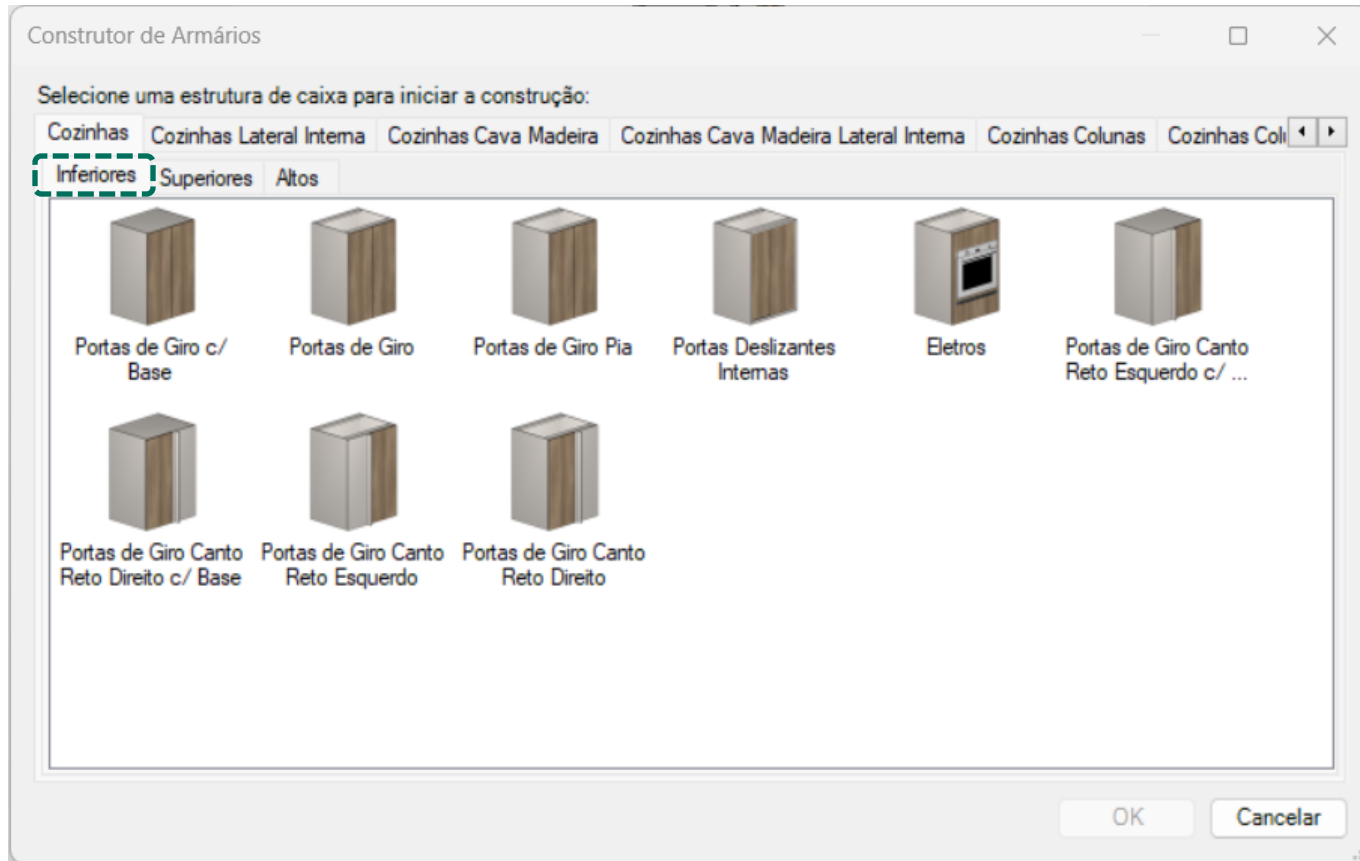 Construtor de Armários
Selecione uma estrutura de caixa para iniciar a construção:
Cozinhas Cozinhas Lateral Interna Cozinhas Cava Madeira Cozinhas Cava Madeira Lateral Interna Cozinhas Colunas Cozinhas Colu
Inferiores Superiores Altos
Portas de Giro c/
Base
Portas de Giro
Portas de Giro Pia
Portas Deslizantes
Internas
Eletros
Portas de Giro Canto
Reto Esquerdo c/ ...
Portas de Giro Canto
Reto Direito c/ Base
Portas de Giro Canto
Reto Esquerdo
Portas de Giro Canto
Reto Direito
OK
Cancelar